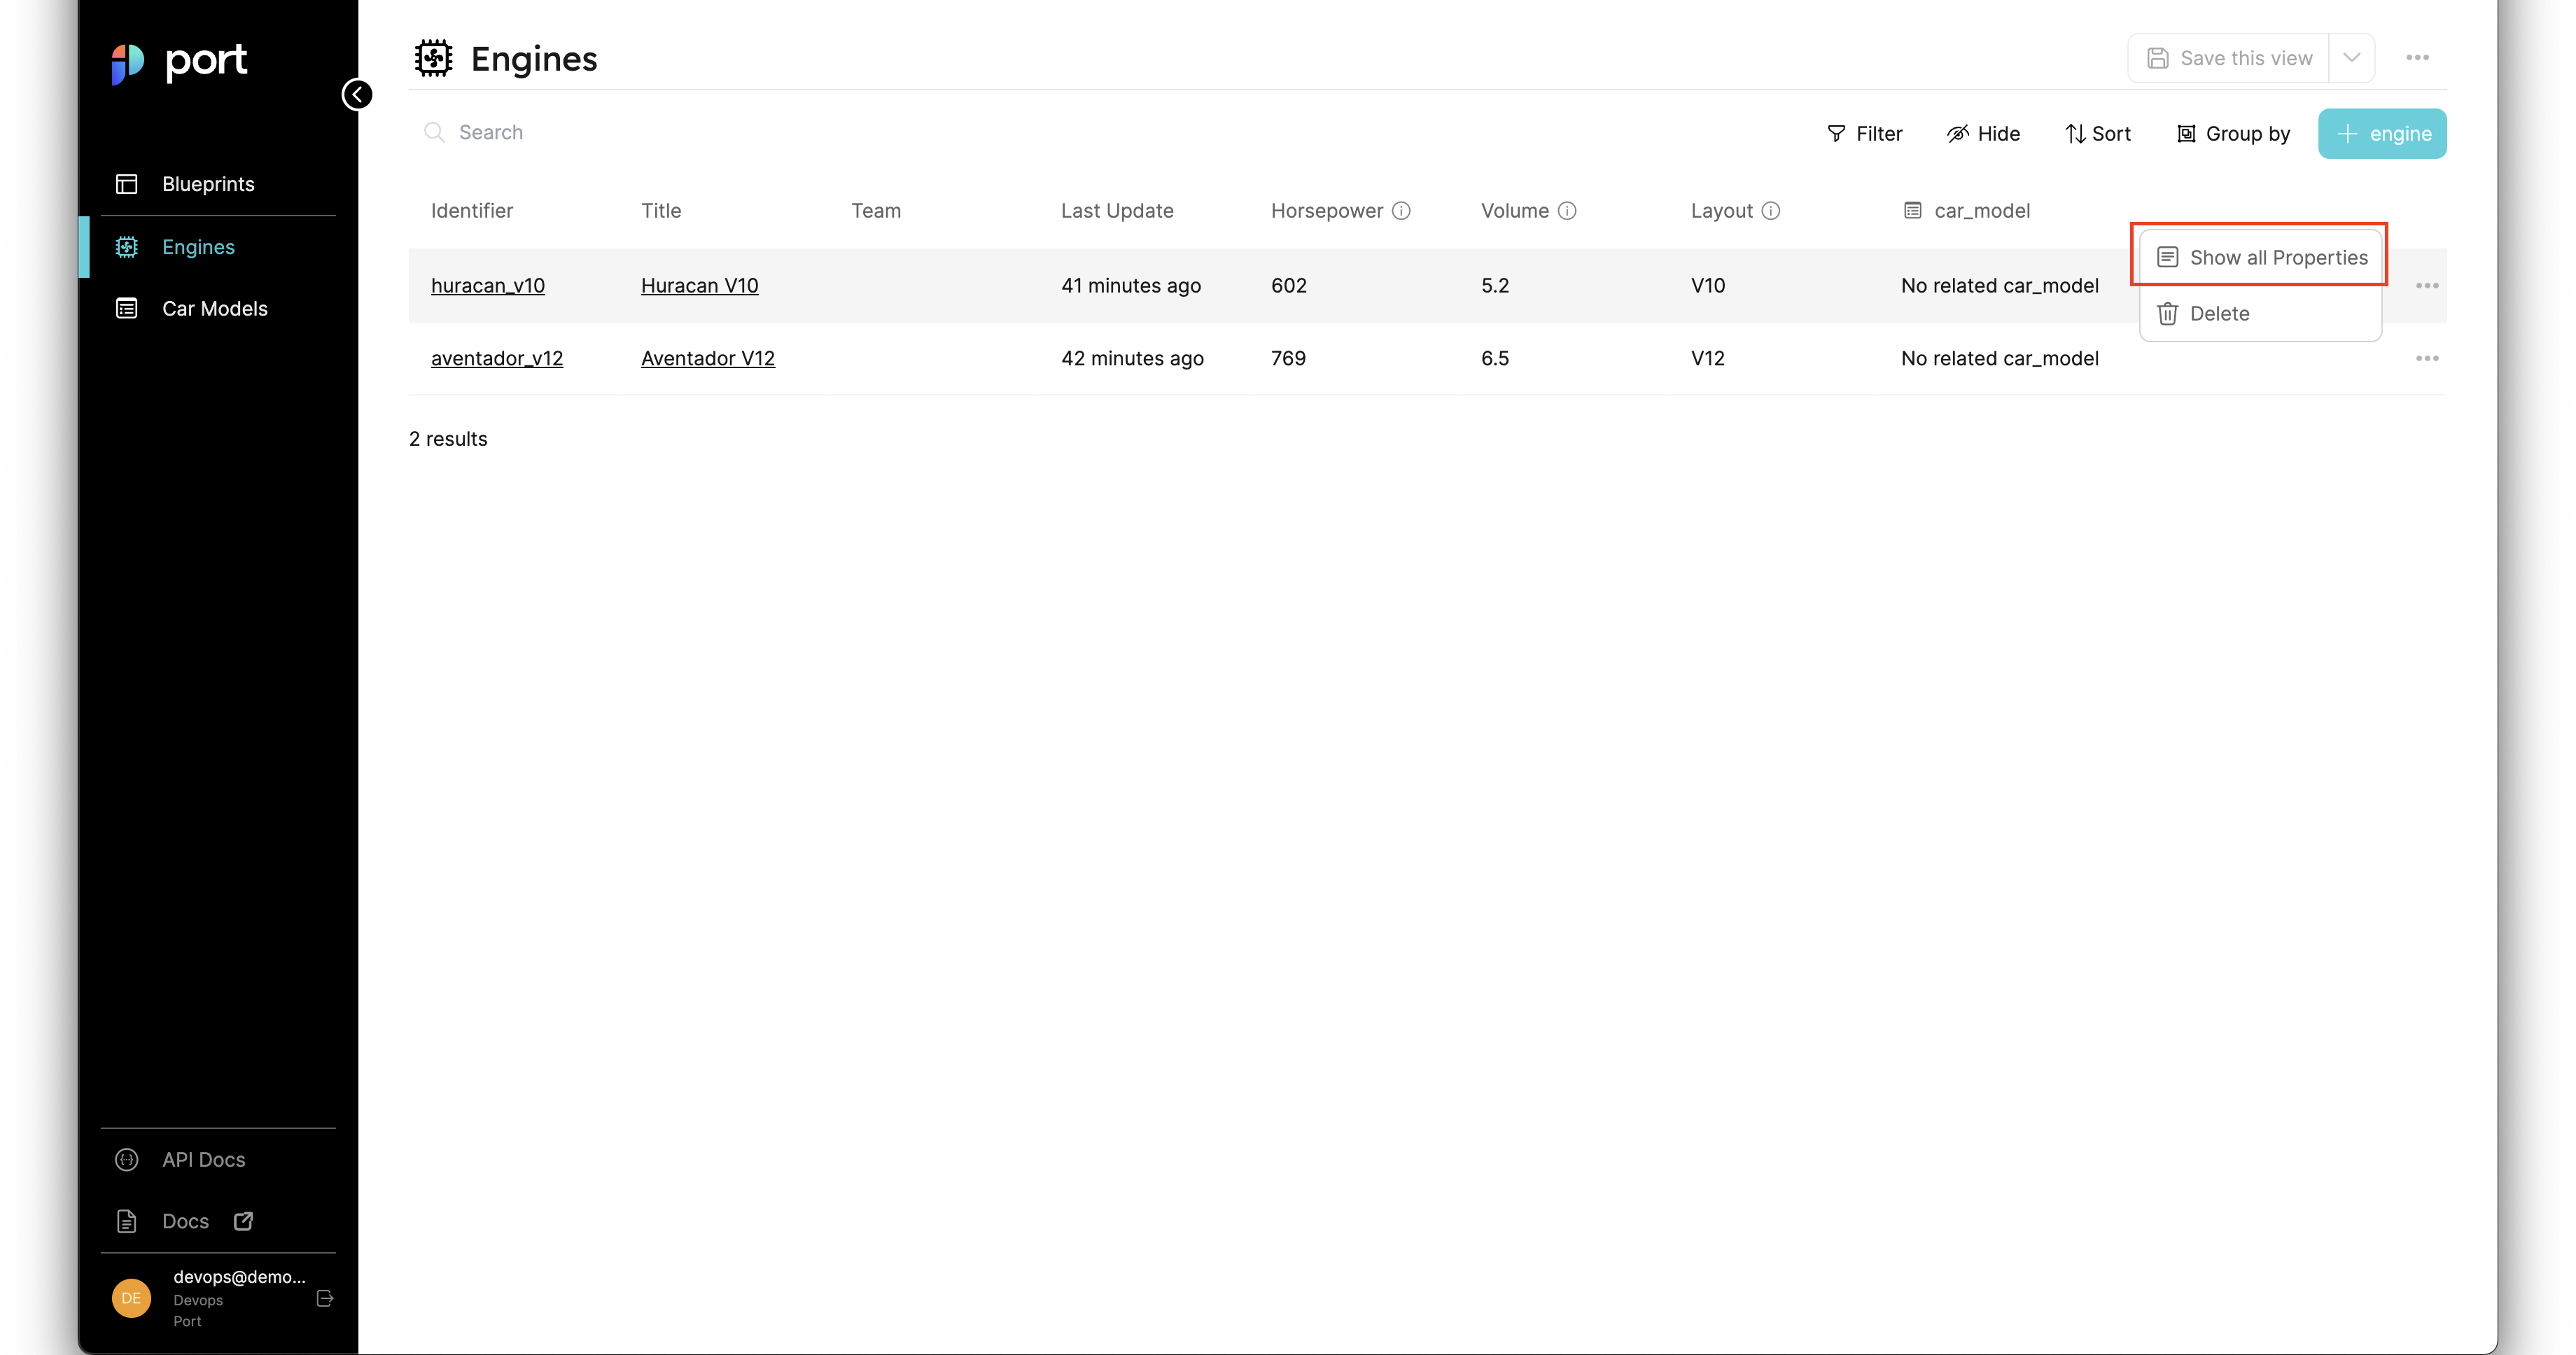 port
Blueprints
Engines
Car Models
API Docs
Docs
DE
devops@demo...
Devops
Port
Engines
Save this view
Search
Filter
Hide
Sort
Group by
+ engine
Identifier Title Team Last Update Horsepower Volume Layout car_model
huracan_v10 Huracan V10 41 minutes ago 602 5.2 V10 No related car_model
Show all Properties
Delete
aventador_v12 Aventador V12 42 minutes ago 769 6.5 V12 No related car_model
2 results